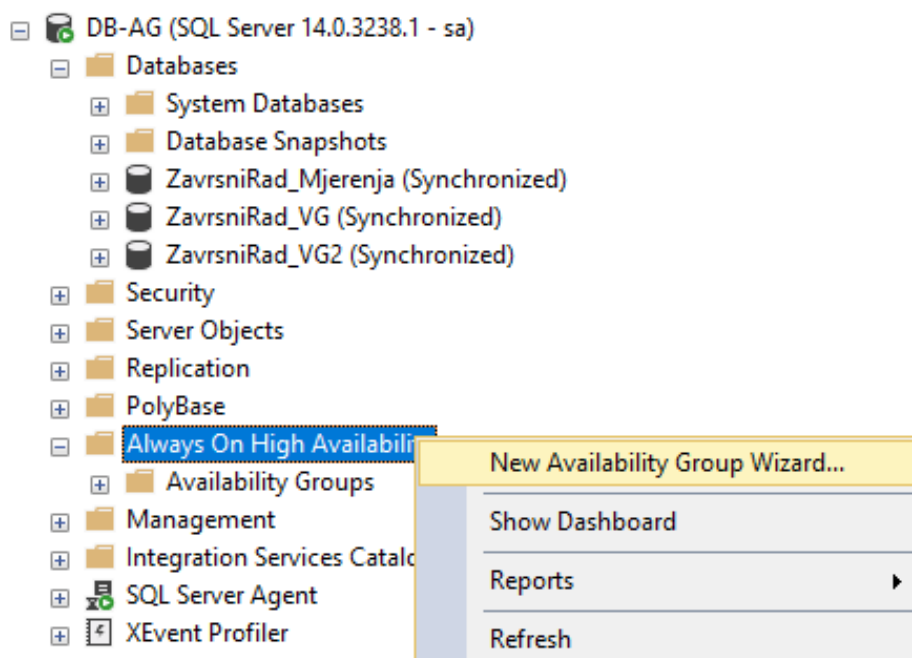 DB-AG (SQL Server 14.0.3238.1 - sa)
Databases
System Databases
Database Snapshots
ZavrsniRad_Mjerenja (Synchronized)
ZavrsniRad_VG (Synchronized)
ZavrsniRad_VG2 (Synchronized)
Security
Server Objects
Replication
PolyBase
Always On High Availabili
New Availability Group Wizard...
Availability Groups
Show Dashboard
Management
Integration Services Catalo
Reports
SQL Server Agent
XEvent Profiler
Refresh